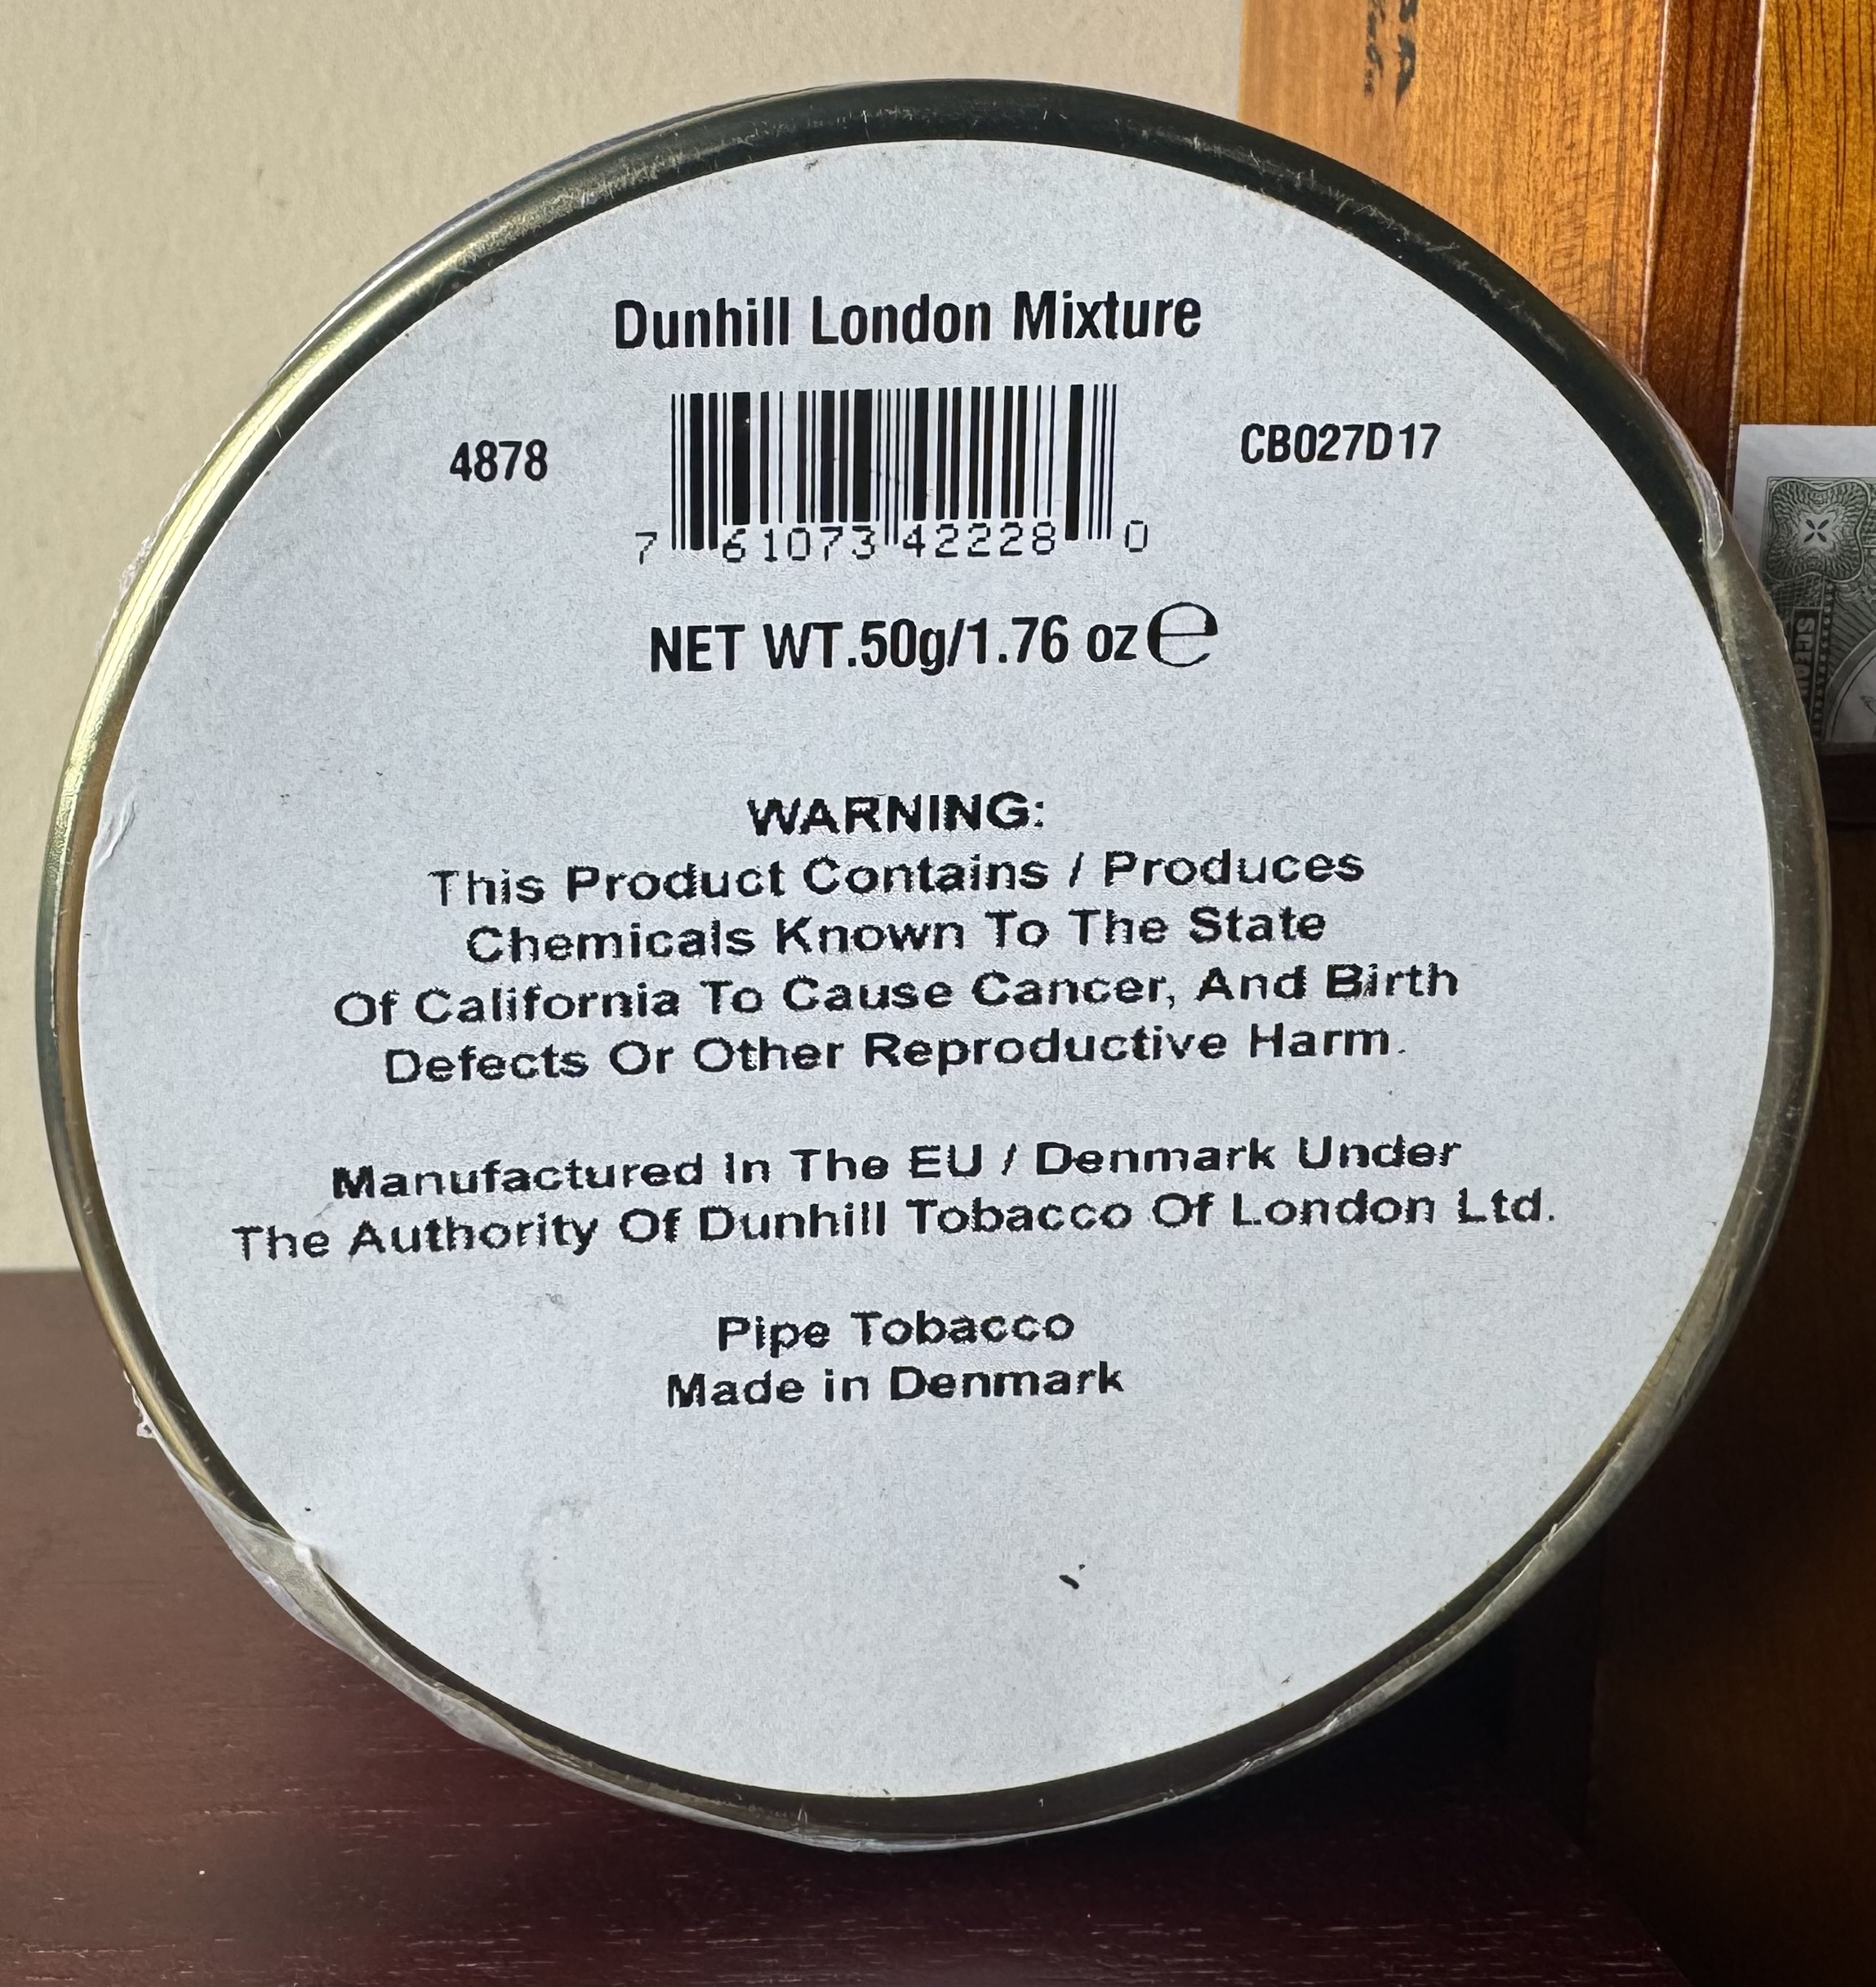 Dunhill London Mixture
4878
7 61073 42228 0
CB027D17
NET WT.50g/1.76 oz ℮
WARNING:
This Product Contains / Produces
Chemicals Known To The State
Of California To Cause Cancer, And Birth
Defects Or Other Reproductive Harm.
Manufactured In The EU / Denmark Under
The Authority Of Dunhill Tobacco Of London Ltd.
Pipe Tobacco
Made in Denmark